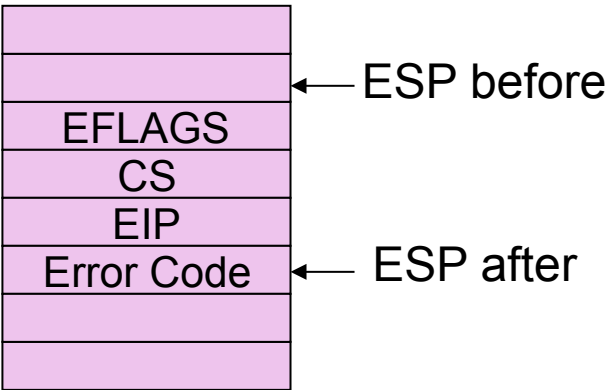 ESP before
EFLAGS
CS
EIP
Error Code
ESP after